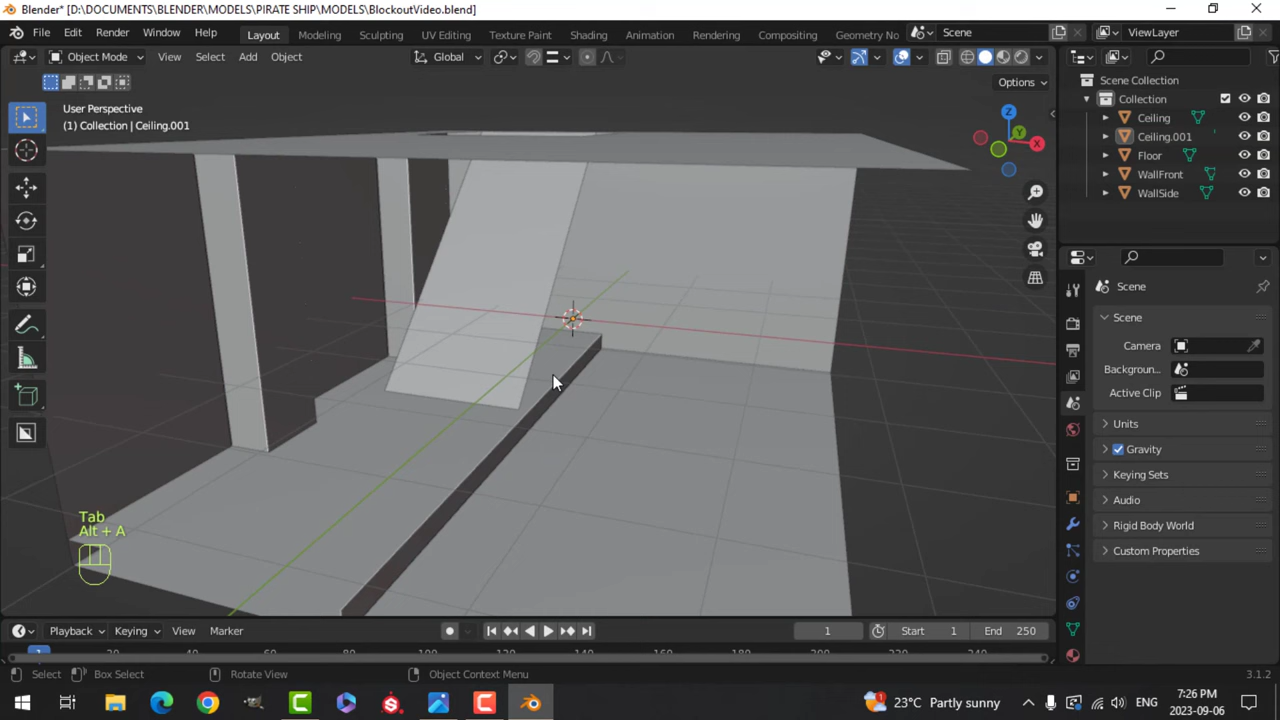 Blender* [D:\DOCUMENTS\BLENDER\MODELS\PIRATE SHIP\MODELS\BlockoutVideo.blend]
File Edit Render Window Help Layout Modeling Sculpting UV Editing Texture Paint Shading Animation Rendering Compositing Geometry No Scene ViewLayer
Object Mode View Select Add Object Global
Options
User Perspective
(1) Collection | Ceiling.001
Z
Y
X
Scene Collection
Collection
Ceiling
Ceiling.001
Floor
WallFront
WallSide
Scene
Scene
Camera
Backgroun..
Active Clip
Units
Gravity
Keying Sets
Audio
Rigid Body World
Custom Properties
Tab
Alt + A
Playback Keying View Marker 1 Start 1 End 250
Select Box Select Rotate View Object Context Menu 3.1.2
1 23°C Partly sunny ENG 7:26 PM
2023-09-06